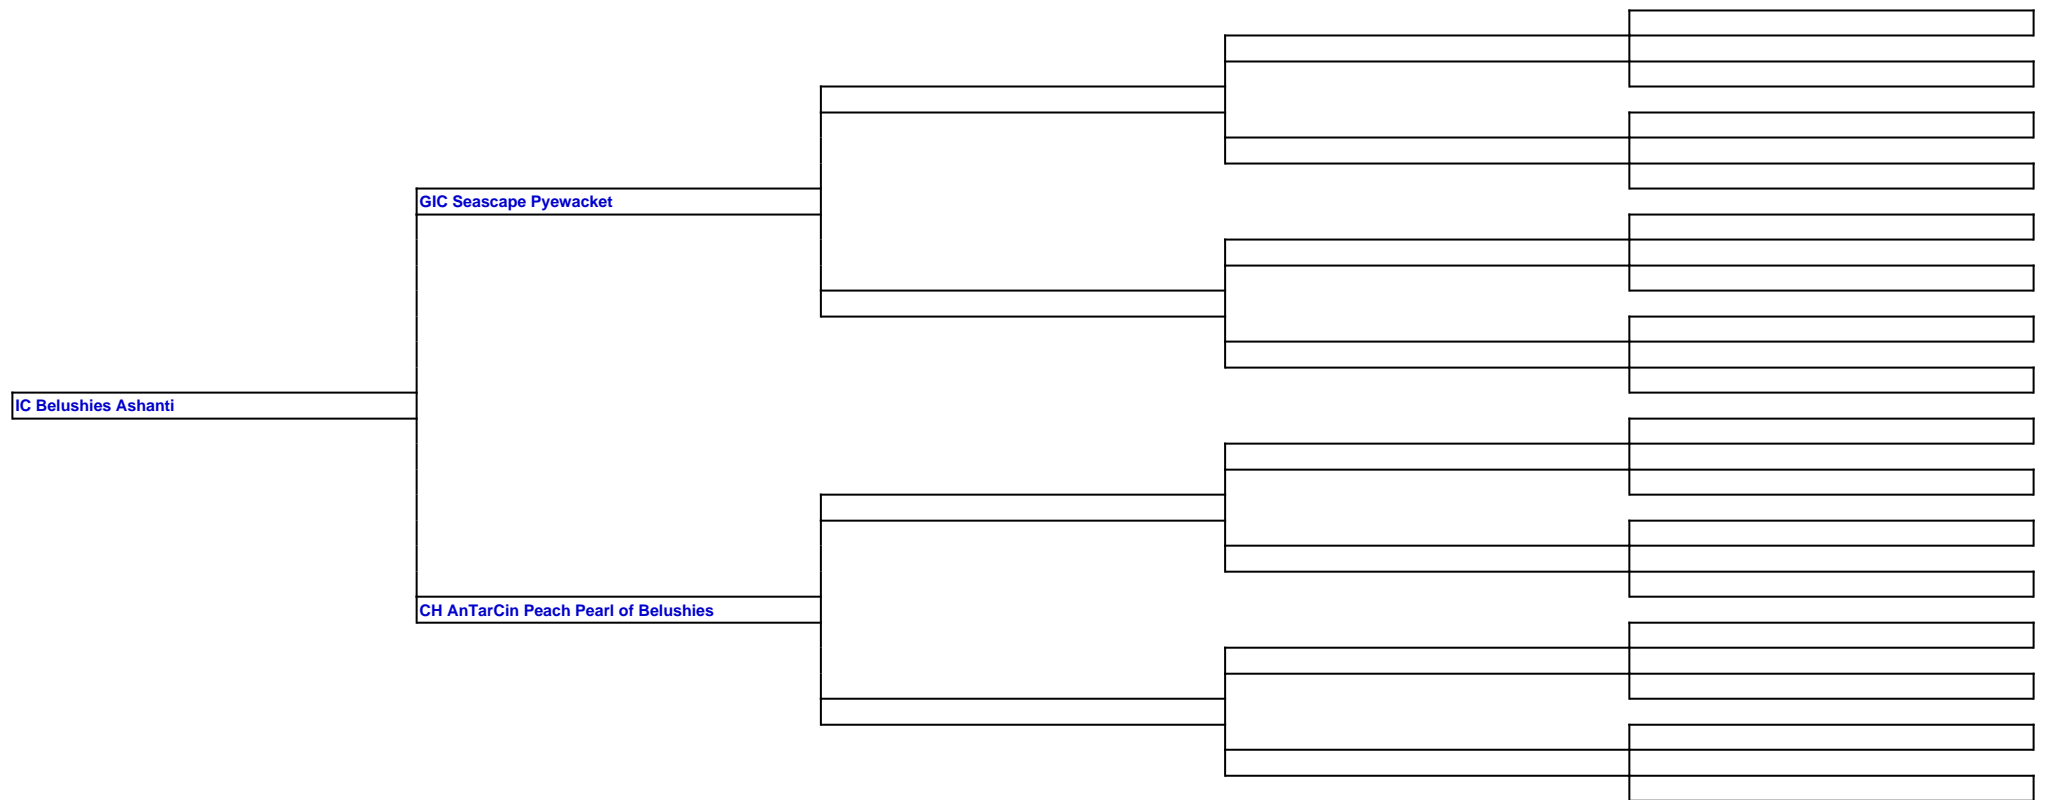 GIC Seascape Pyewacket
IC Belushies Ashanti
CH AnTarCin Peach Pearl of Belushies